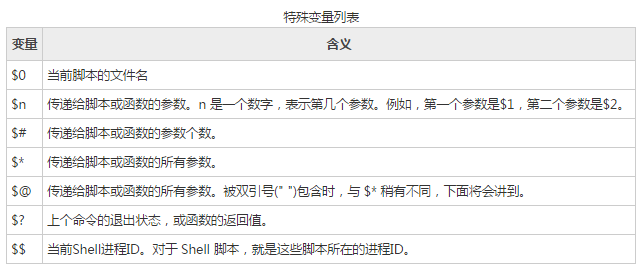 特殊变量列表
变量 含义
$0 当前脚本的文件名
$n 传递给脚本或函数的参数。n 是一个数字，表示第几个参数。例如，第一个参数是$1，第二个参数是$2。
$# 传递给脚本或函数的参数个数。
$* 传递给脚本或函数的所有参数。
$@ 传递给脚本或函数的所有参数。被双引号(" ")包含时，与 $* 稍有不同，下面将会讲到。
$? 上个命令的退出状态，或函数的返回值。
$$ 当前Shell进程ID。对于 Shell 脚本，就是这些脚本所在的进程ID。